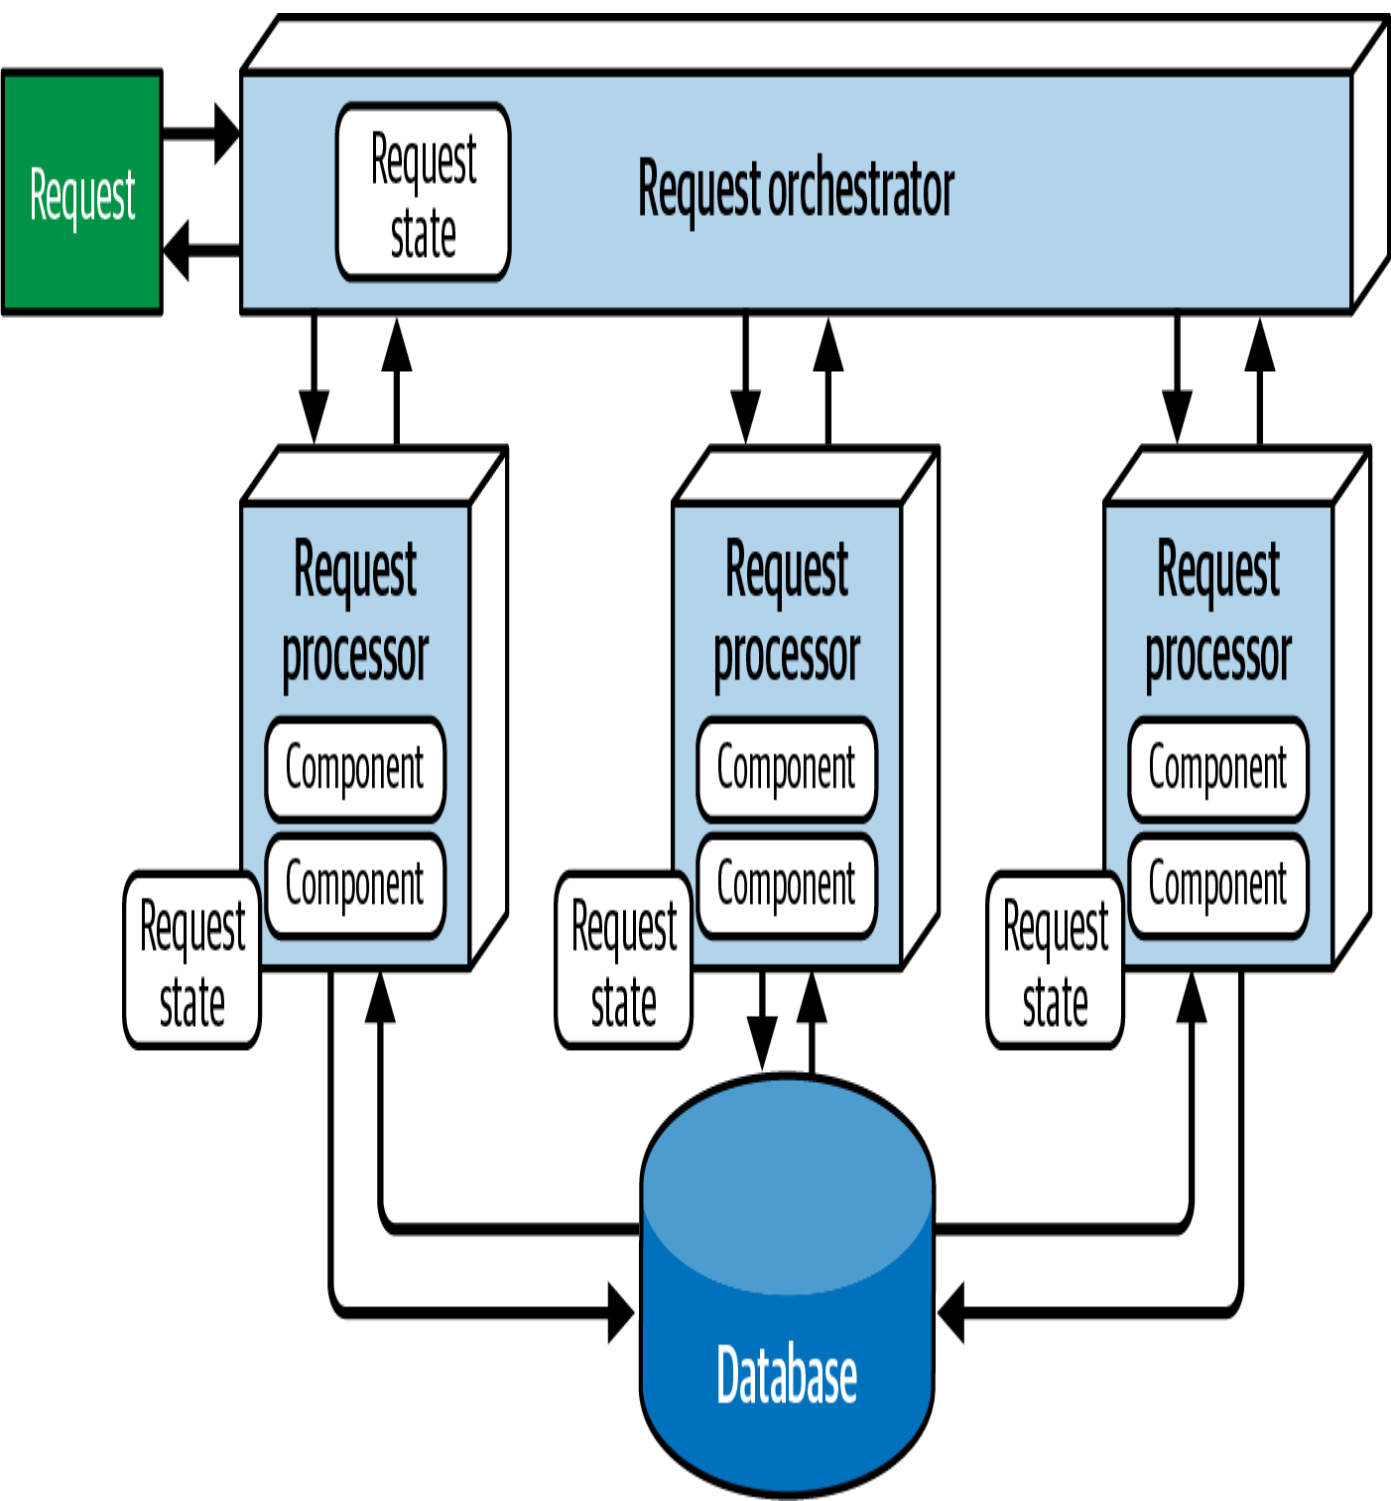 Request
Request
state
Request orchestrator
Request
processor
Component
Component
Request
state
Request
processor
Component
Component
Request
state
Request
processor
Component
Component
Request
state
Database